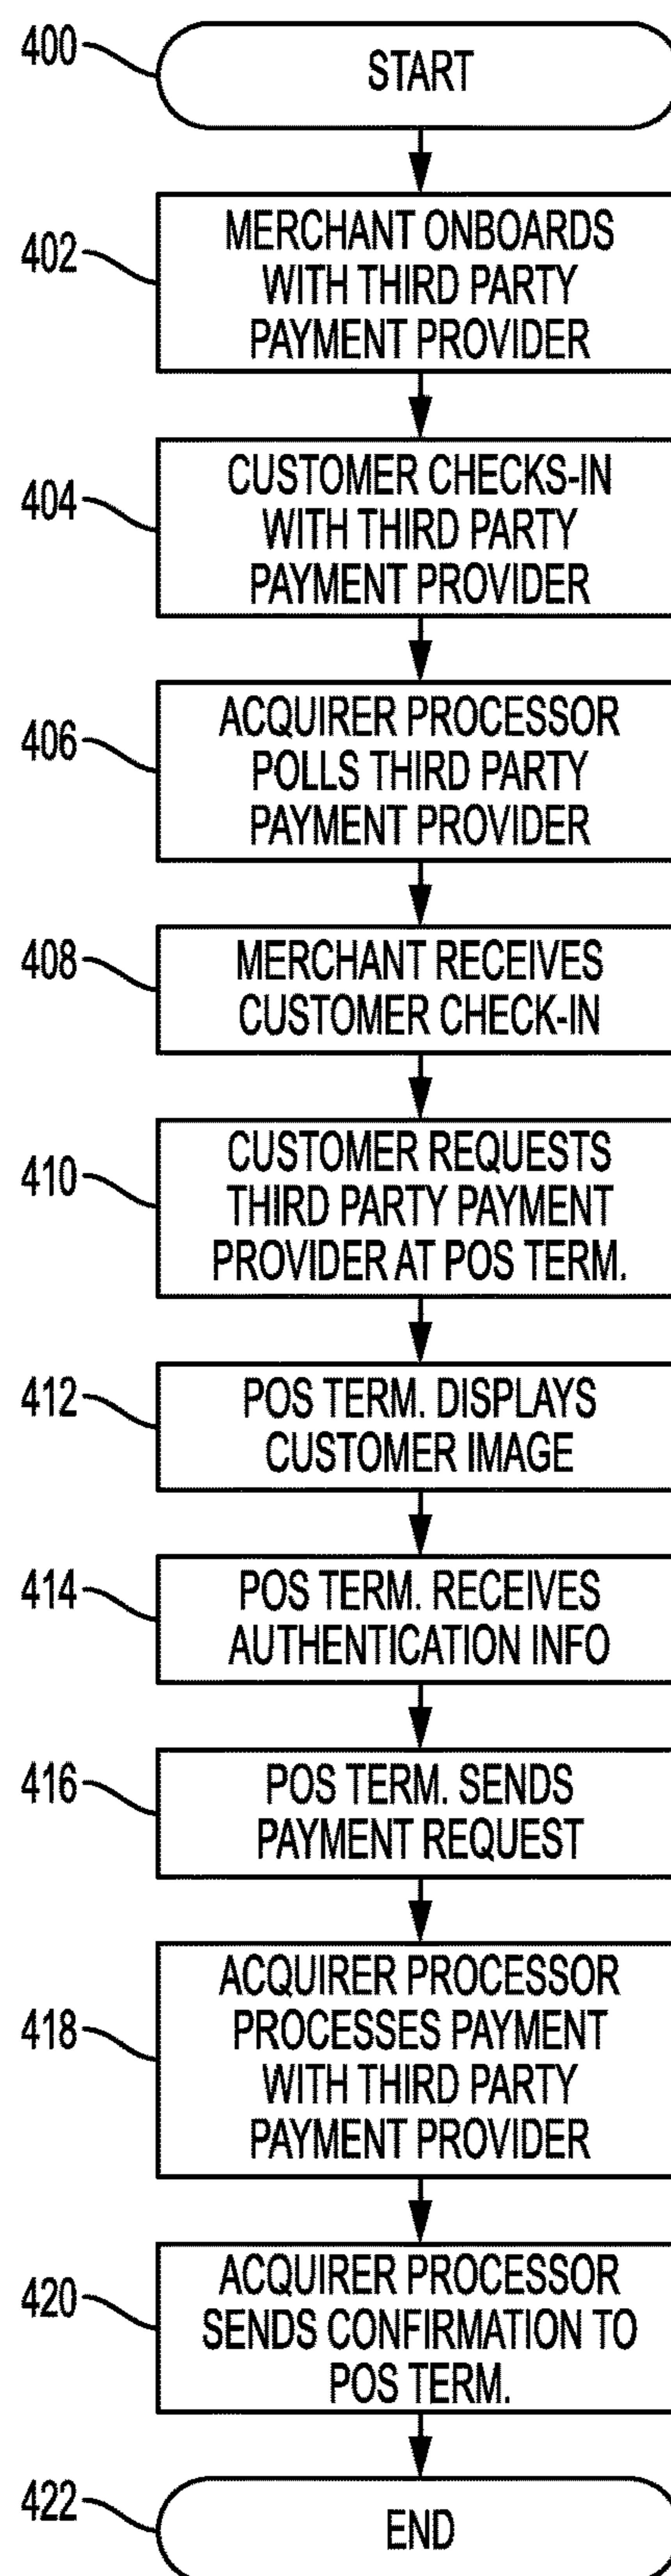 400
START
402
MERCHANT ONBOARDS
WITH THIRD PARTY
PAYMENT PROVIDER
404
CUSTOMER CHECKS-IN
WITH THIRD PARTY
PAYMENT PROVIDER
406
ACQUIRER PROCESSOR
POLLS THIRD PARTY
PAYMENT PROVIDER
408
MERCHANT RECEIVES
CUSTOMER CHECK-IN
410
CUSTOMER REQUESTS
THIRD PARTY PAYMENT
PROVIDER AT POS TERM.
412
POS TERM. DISPLAYS
CUSTOMER IMAGE
414
POS TERM. RECEIVES
AUTHENTICATION INFO
416
POS TERM. SENDS
PAYMENT REQUEST
418
ACQUIRER PROCESSOR
PROCESSES PAYMENT
WITH THIRD PARTY
PAYMENT PROVIDER
420
ACQUIRER PROCESSOR
SENDS CONFIRMATION TO
POS TERM.
422
END